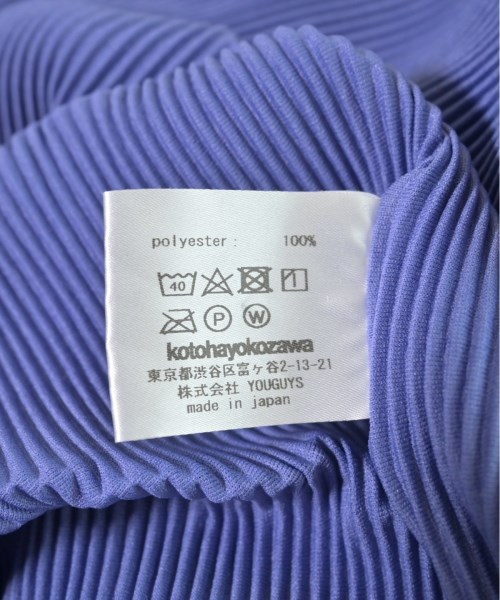 polyester : 100%
40
P W
kotohayokozawa
東京都渋谷区富ヶ谷2-13-21
株式会社 YOUGUYS
made in japan